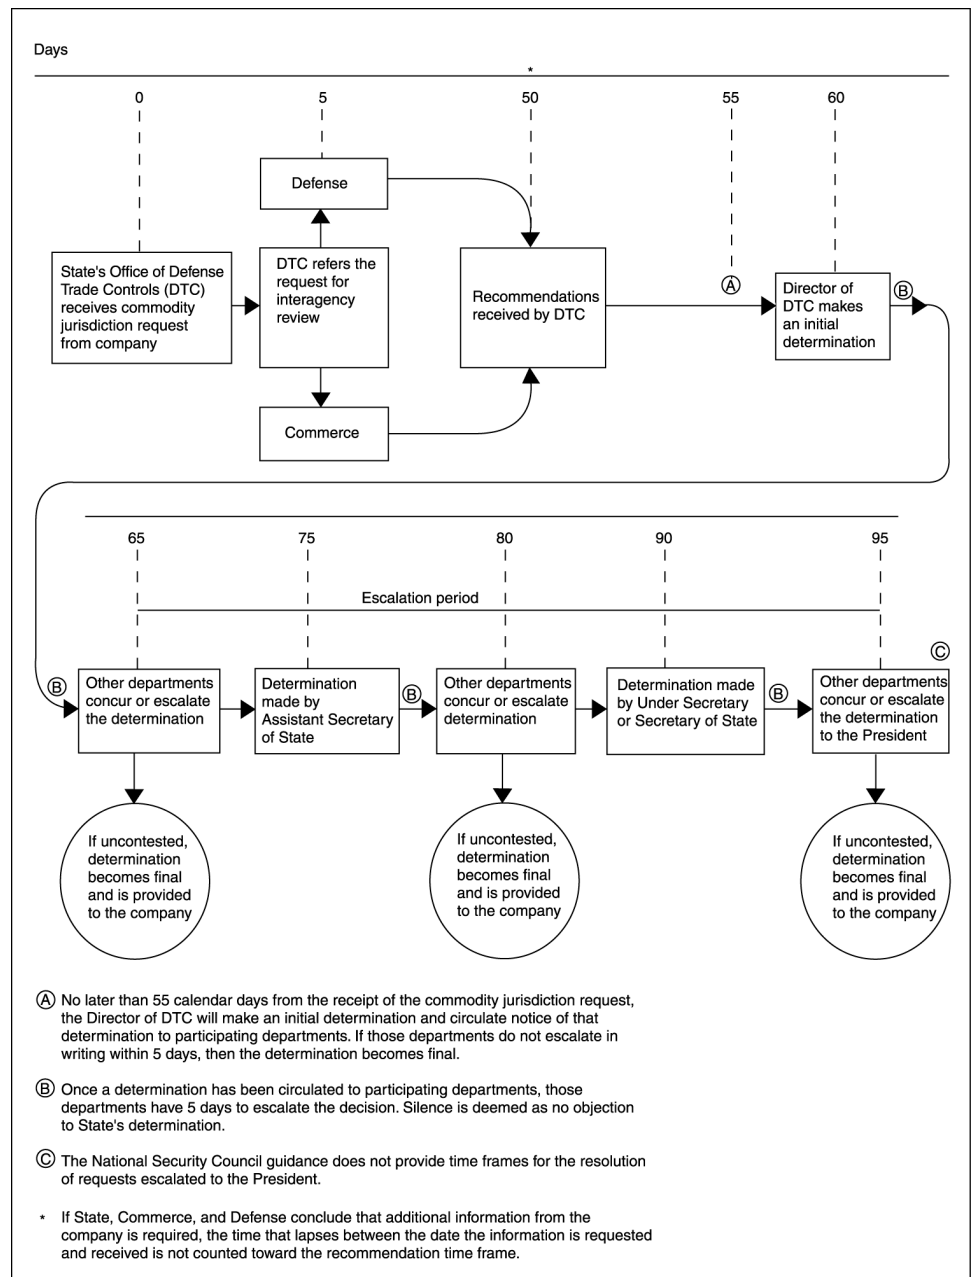 Days
*
0 5 50 55 60
Defense
State's Office of Defense
Trade Controls (DTC)
receives commodity
jurisdiction request
from company
DTC refers the
request for
interagency
review
Commerce
Recommendations
received by DTC
A
Director of
DTC makes
an initial
determination
B
65 75 80 90 95
Escalation period
B
Other departments
concur or escalate
the determination
Determination
made by
Assistant Secretary
of State
B
Other departments
concur or escalate
determination
Determination made
by Under Secretary
or Secretary of State
B
C
Other departments
concur or escalate
the determination
to the President
If uncontested,
determination
becomes final
and is provided
to the company
If uncontested,
determination
becomes final
and is provided
to the company
If uncontested,
determination
becomes final
and is provided
to the company
A No later than 55 calendar days from the receipt of the commodity jurisdiction request,
the Director of DTC will make an initial determination and circulate notice of that
determination to participating departments. If those departments do not escalate in
writing within 5 days, then the determination becomes final.
B Once a determination has been circulated to participating departments, those
departments have 5 days to escalate the decision. Silence is deemed as no objection
to State's determination.
C The National Security Council guidance does not provide time frames for the resolution
of requests escalated to the President.
* If State, Commerce, and Defense conclude that additional information from the
company is required, the time that lapses between the date the information is requested
and received is not counted toward the recommendation time frame.